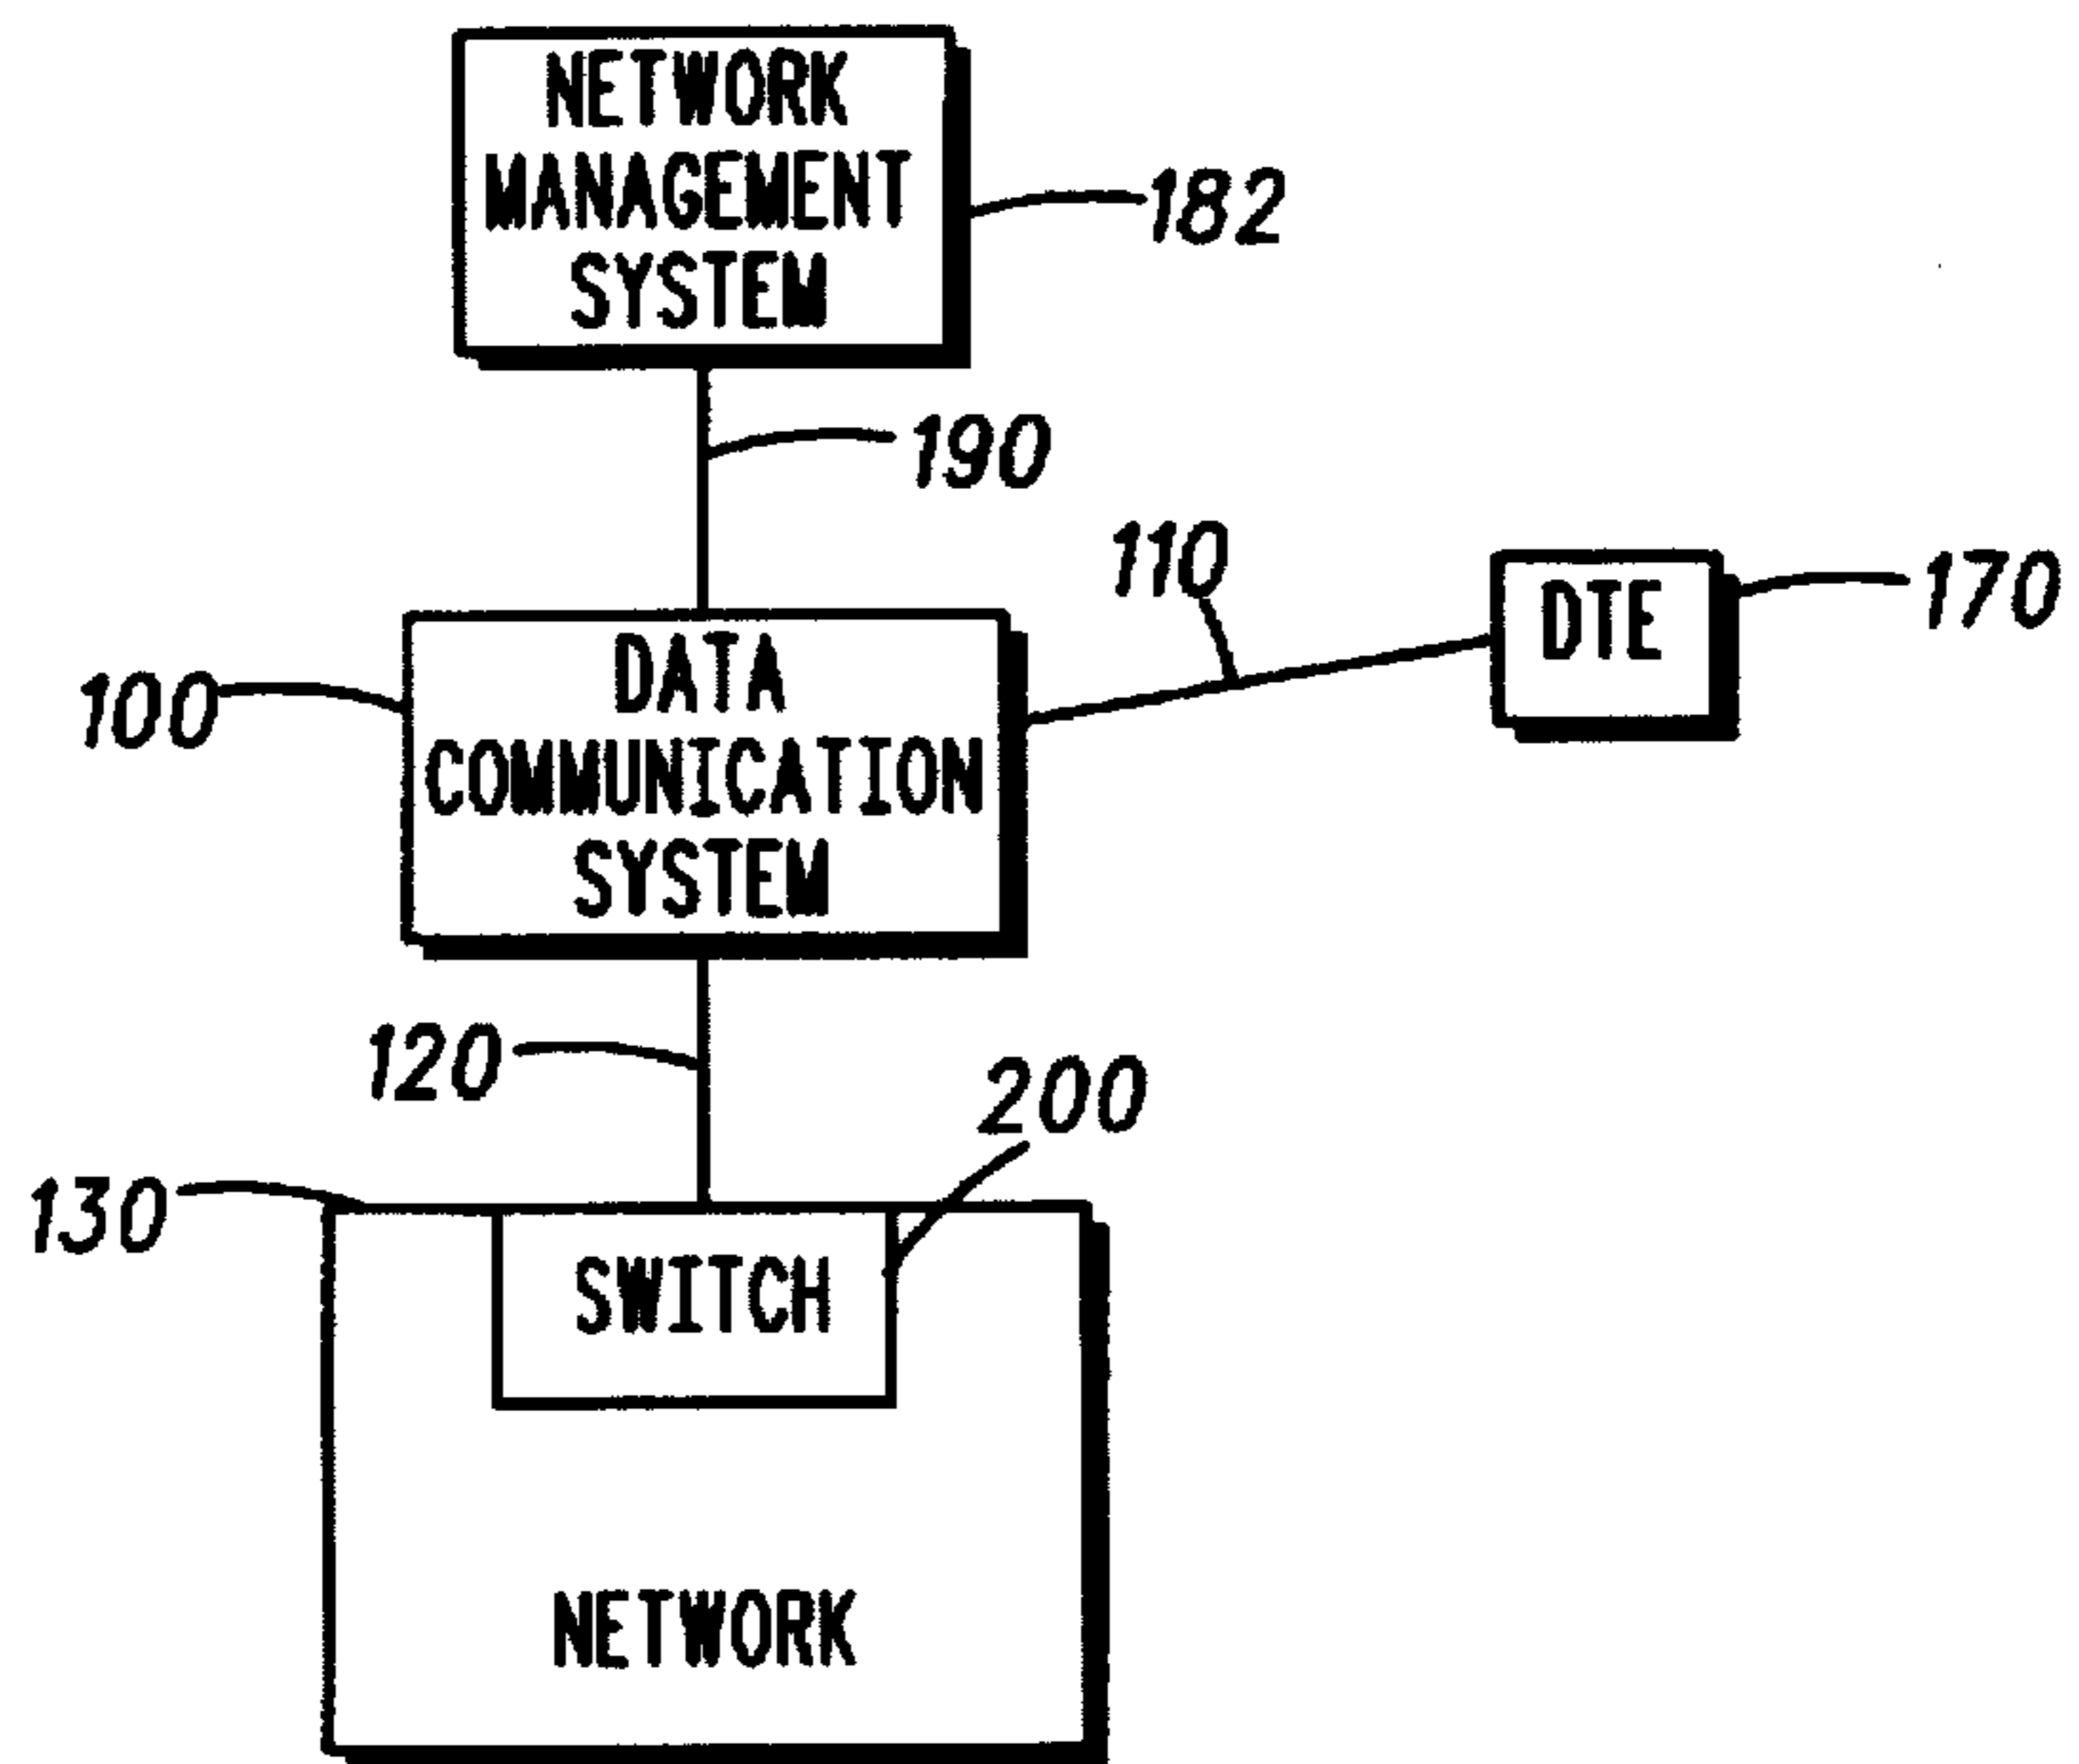 NETWORK
MANAGEMENT
SYSTEM
182
190
110
DTE
170
100
DATA
COMMUNICATION
SYSTEM
120
200
130
SWITCH
NETWORK